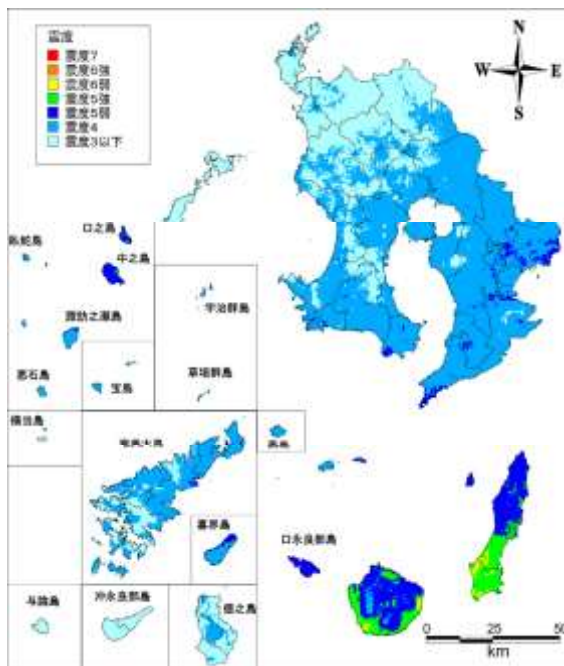 震度
震度7
震度6強
震度6弱
震度5強
震度5弱
震度4
震度3以下
N
W
E
S
口之島
臥蛇島
中之島
宇治群島
諏訪之瀬島
悪石島
宝島
草垣群島
横当島
喜界島
口永良部島
与論島
沖永良部島
徳之島
0 25 50
km